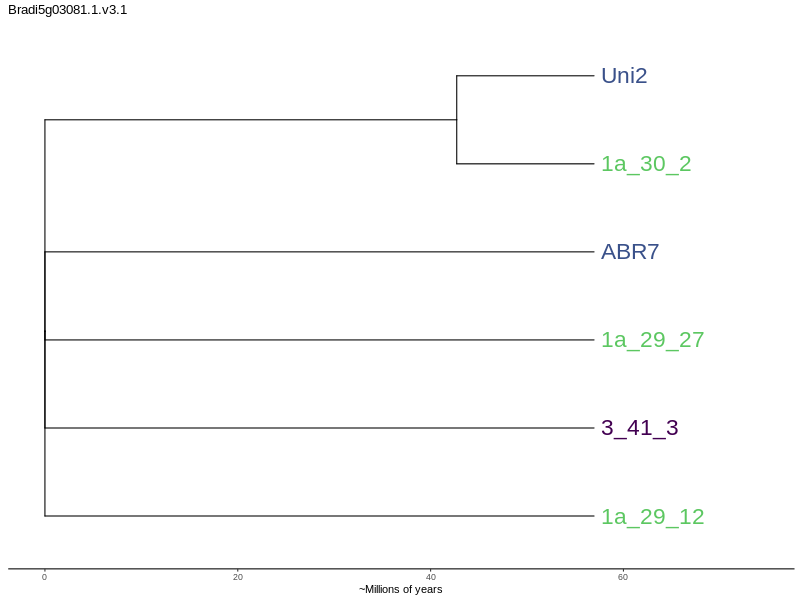 Bradi5g03081.1.v3.1
Uni2
1a_30_2
ABR7
1a_29_27
3_41_3
1a_29_12
0 20 40 60
~Millions of years